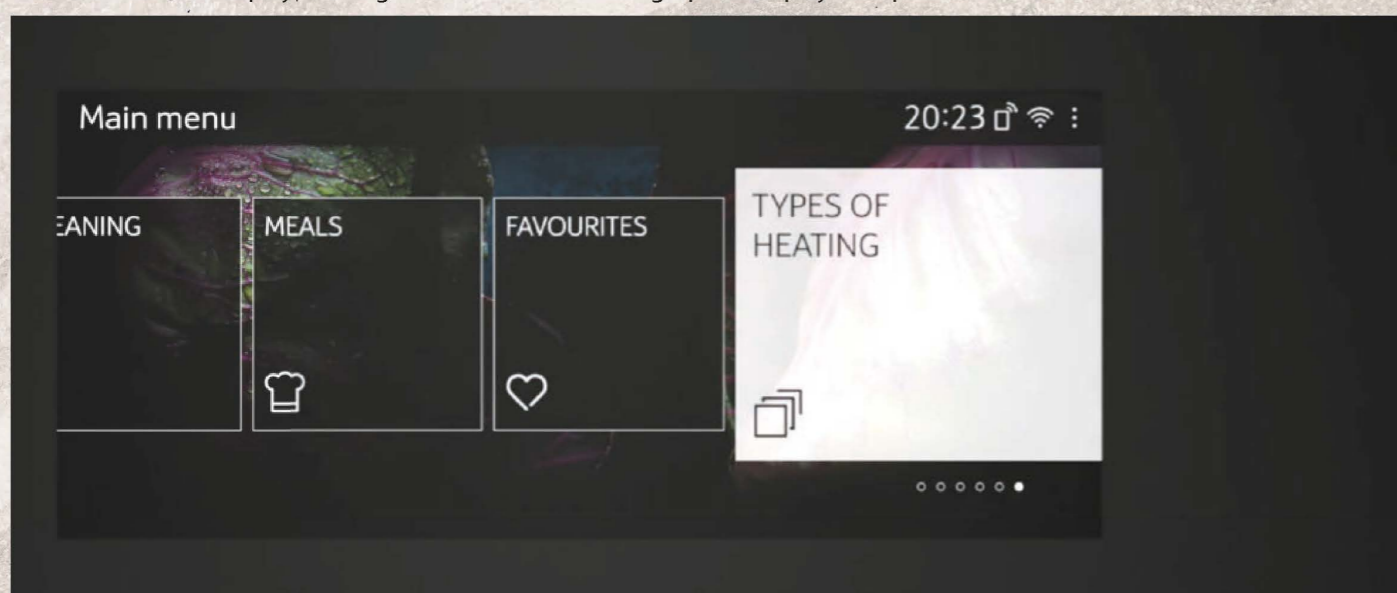 Main menu
20:23
EANING
MEALS
FAVOURITES
TYPES OF
HEATING